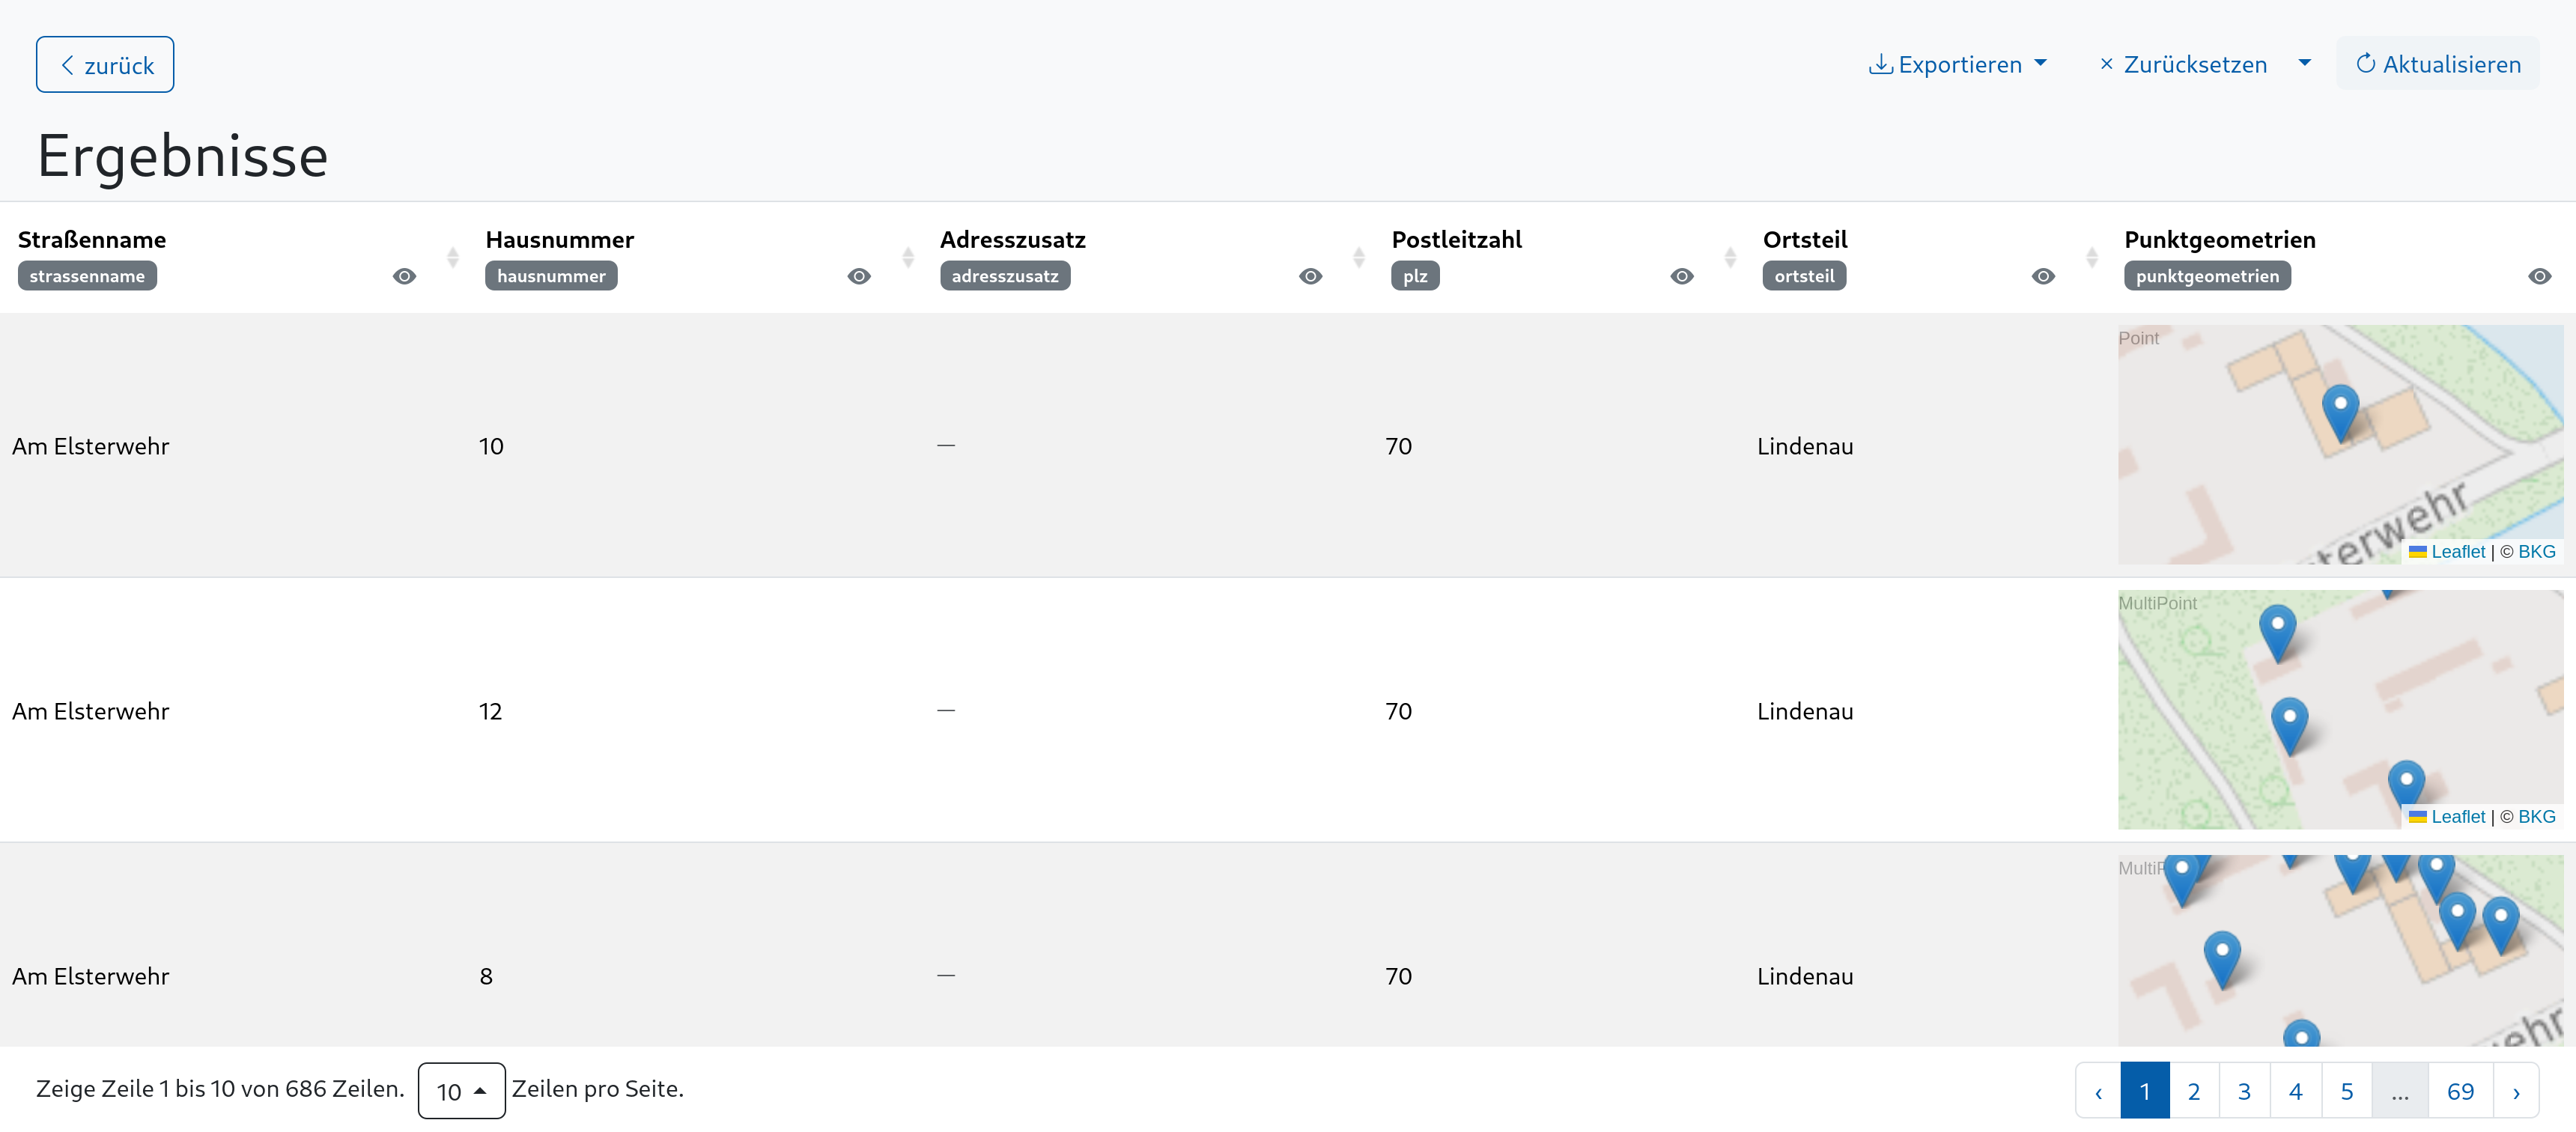 zurück
Exportieren
× Zurücksetzen
Aktualisieren
Ergebnisse
Straßenname Hausnummer Adresszusatz Postleitzahl Ortsteil Punktgeometrien
strassenname hausnummer adresszusatz plz ortsteil punktgeometrien
Point
Am Elsterwehr 10 — 70 Lindenau
sterwehr
Leaflet | © BKG
MultiPoint
Am Elsterwehr 12 — 70 Lindenau
Leaflet | © BKG
MultiP
Am Elsterwehr 8 — 70 Lindenau
ehr
Zeige Zeile 1 bis 10 von 686 Zeilen. 10 Zeilen pro Seite.
‹ 1 2 3 4 5 ... 69 ›